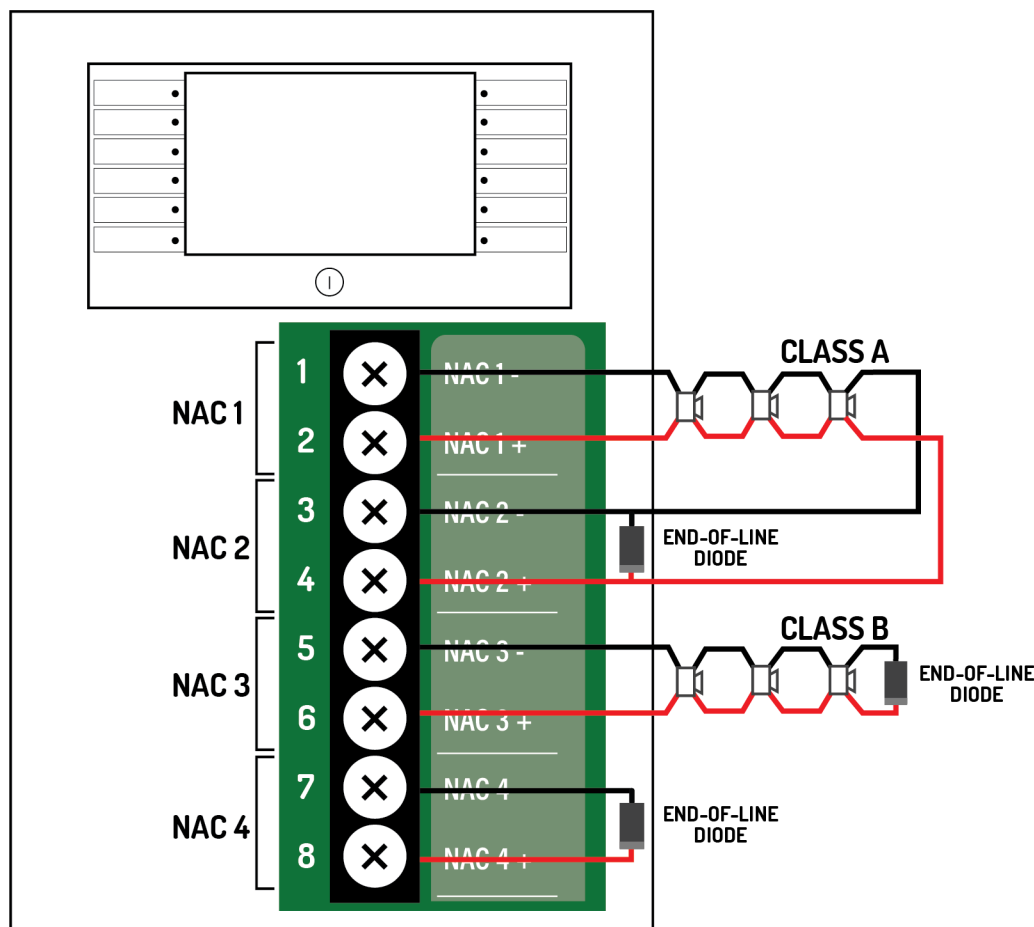 CLASS A
NAC 1
1
NAC 1 -
2
NAC 1 +
NAC 2
3
NAC 2 -
END-OF-LINE
DIODE
4
NAC 2 +
CLASS B
NAC 3
5
NAC 3 -
END-OF-LINE
DIODE
6
NAC 3 +
NAC 4
7
NAC 4
END-OF-LINE
DIODE
8
NAC 4 +